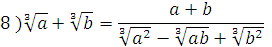 8 )∛a + ∛b = (a + b) / (∛a² − ∛ab + ∛b²)